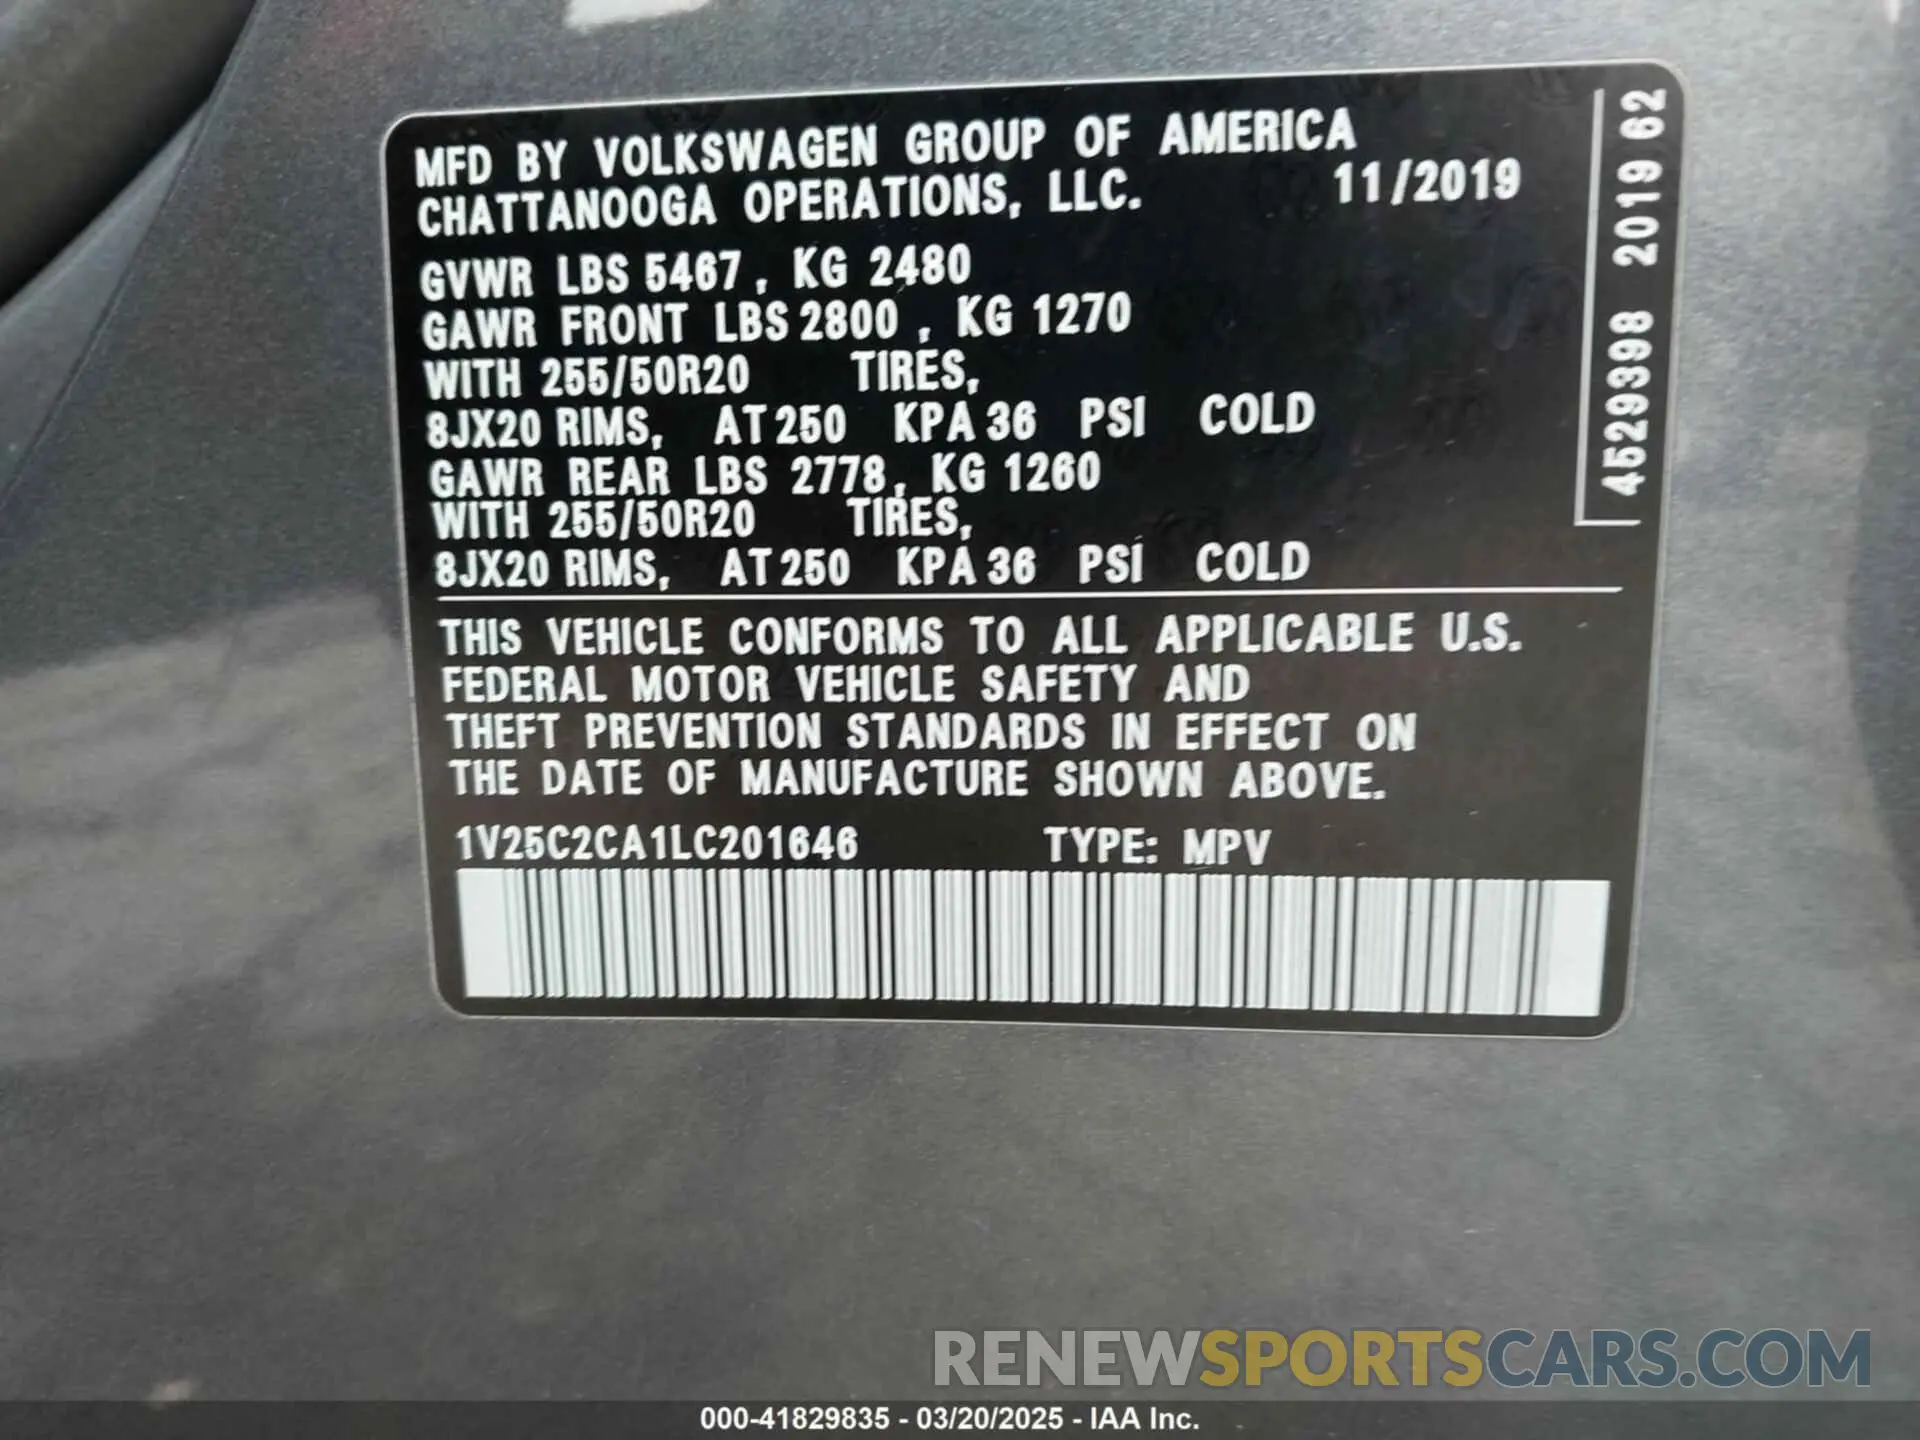 MFD BY VOLKSWAGEN GROUP OF AMERICA
CHATTANOOGA OPERATIONS, LLC. 11/2019
GVWR LBS 5467, KG 2480
GAWR FRONT LBS 2800, KG 1270
WITH 255/50R20 TIRES,
8JX20 RIMS, AT 250 KPA 36 PSI COLD
GAWR REAR LBS 2778, KG 1260
WITH 255/50R20 TIRES,
8JX20 RIMS, AT 250 KPA 36 PSI COLD
THIS VEHICLE CONFORMS TO ALL APPLICABLE U.S.
FEDERAL MOTOR VEHICLE SAFETY AND
THEFT PREVENTION STANDARDS IN EFFECT ON
THE DATE OF MANUFACTURE SHOWN ABOVE.
1V25C2CA1LC201646 TYPE: MPV
4529398 2019 62
RENEWSPORTSCARS.COM
000-41829835 - 03/20/2025 - IAA Inc.